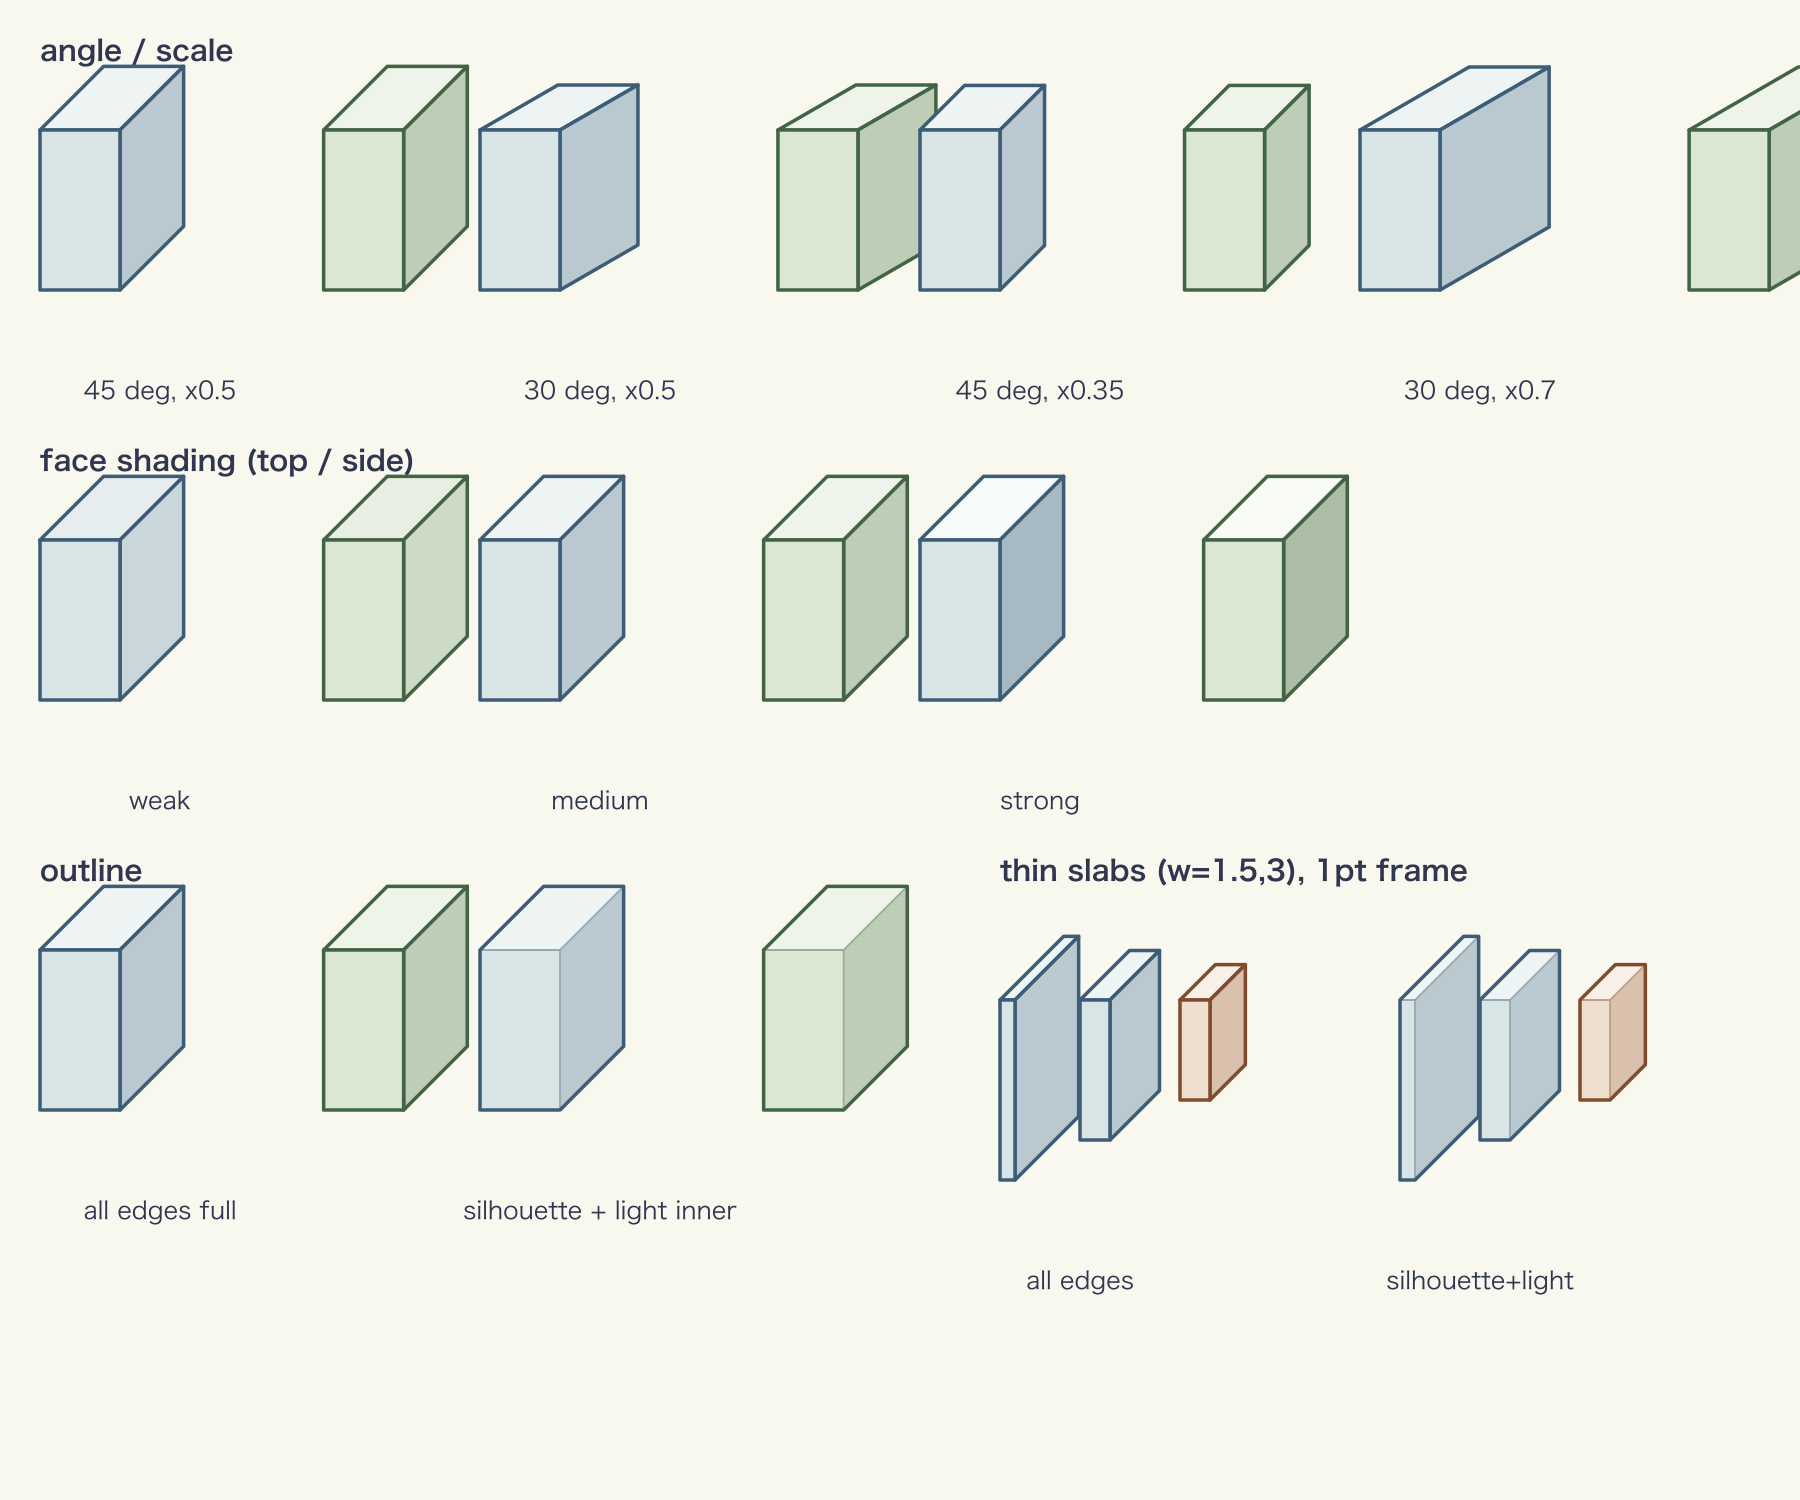 angle / scale
45 deg, x0.5
30 deg, x0.5
45 deg, x0.35
30 deg, x0.7
face shading (top / side)
weak
medium
strong
outline
thin slabs (w=1.5,3), 1pt frame
all edges full
silhouette + light inner
all edges
silhouette+light